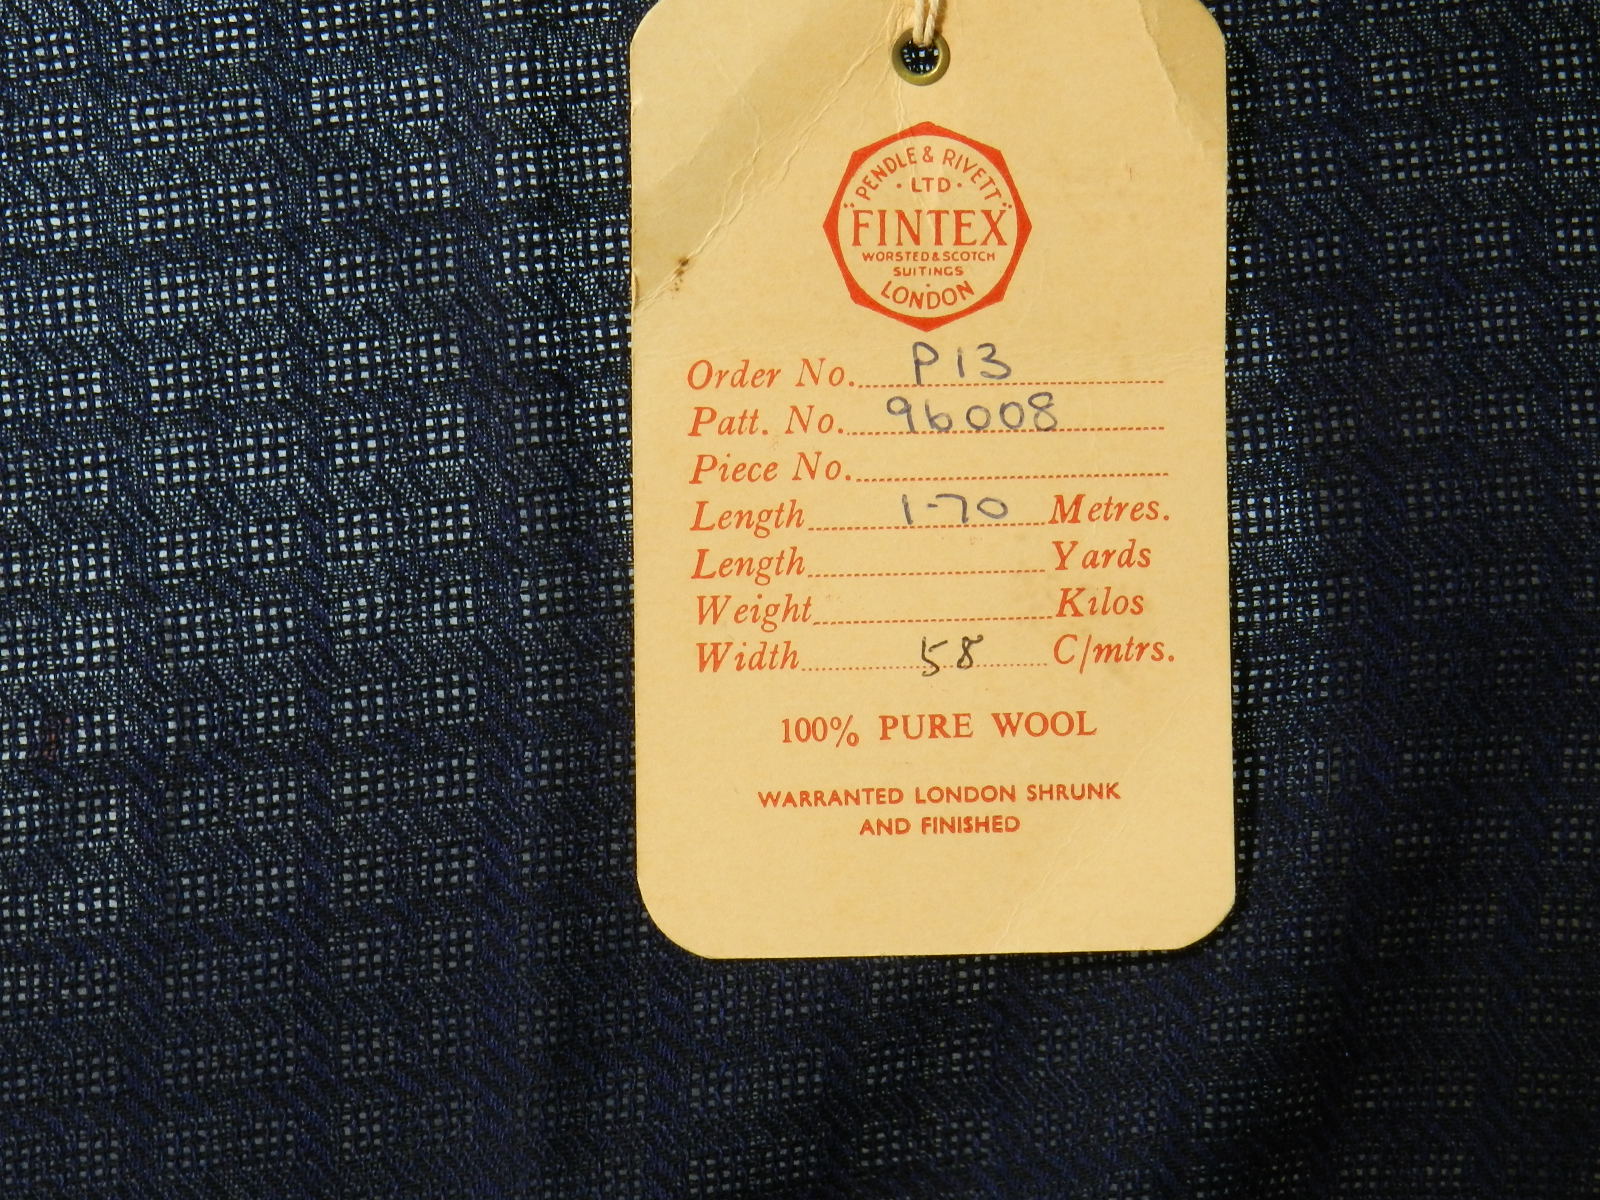 PENDLE & RIVETT
· LTD ·
FINTEX
WORSTED & SCOTCH
SUITINGS
LONDON
Order No. P13
Patt. No. 96008
Piece No.
Length 1-70 Metres.
Length Yards
Weight Kilos
Width 58 C/mtrs.
100% PURE WOOL
WARRANTED LONDON SHRUNK
AND FINISHED